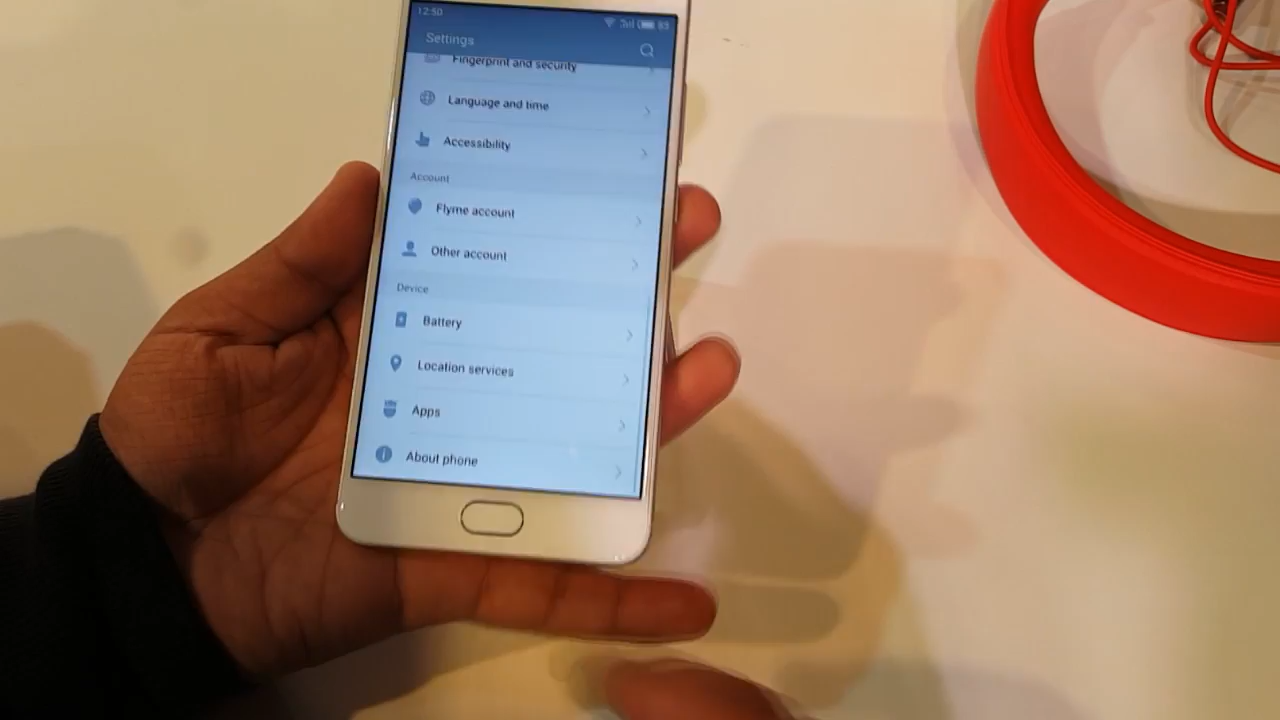 12:50
85
Settings
Fingerprint and security
Language and time
Accessibility
Account
Flyme account
Other account
Device
Battery
Location services
Apps
About phone